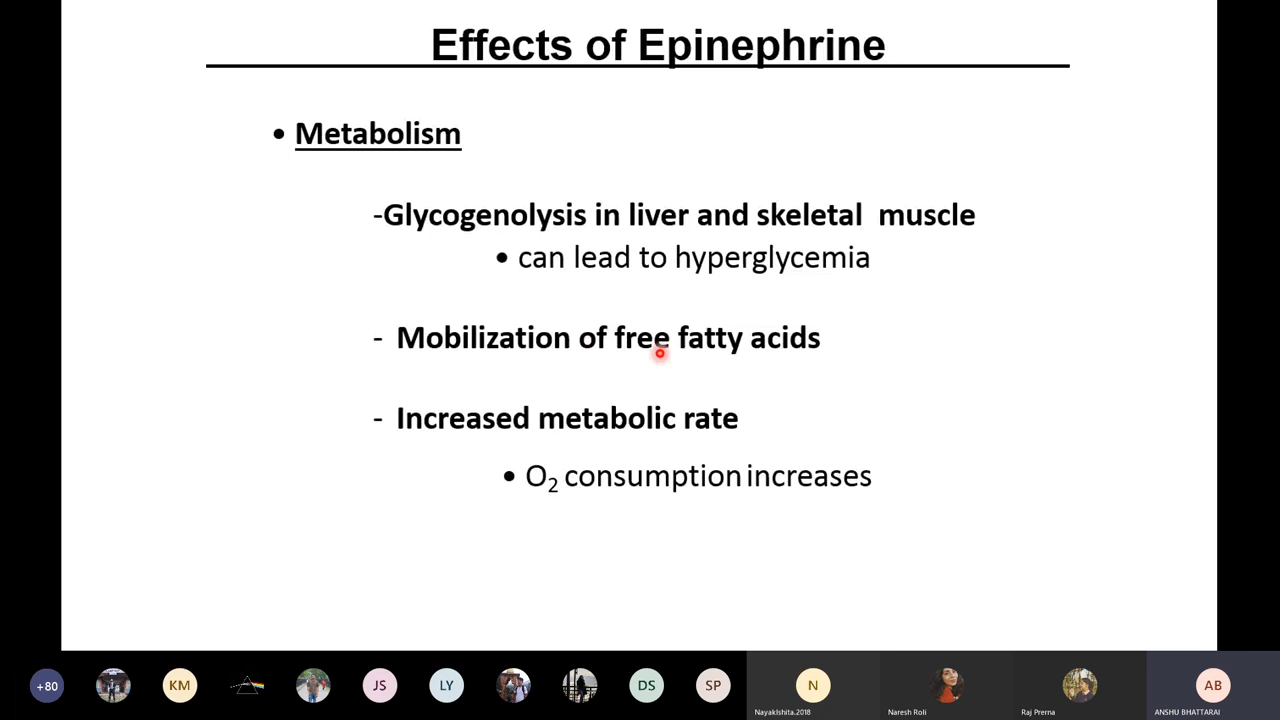 Effects of Epinephrine
• Metabolism
-Glycogenolysis in liver and skeletal muscle
• can lead to hyperglycemia
- Mobilization of free fatty acids
- Increased metabolic rate
• O₂ consumption increases
+80
KM
JS
LY
DS
SP
N
AB
NayakIshita.2018
Naresh Roli
Raj Prerna
ANSHU BHATTARAI